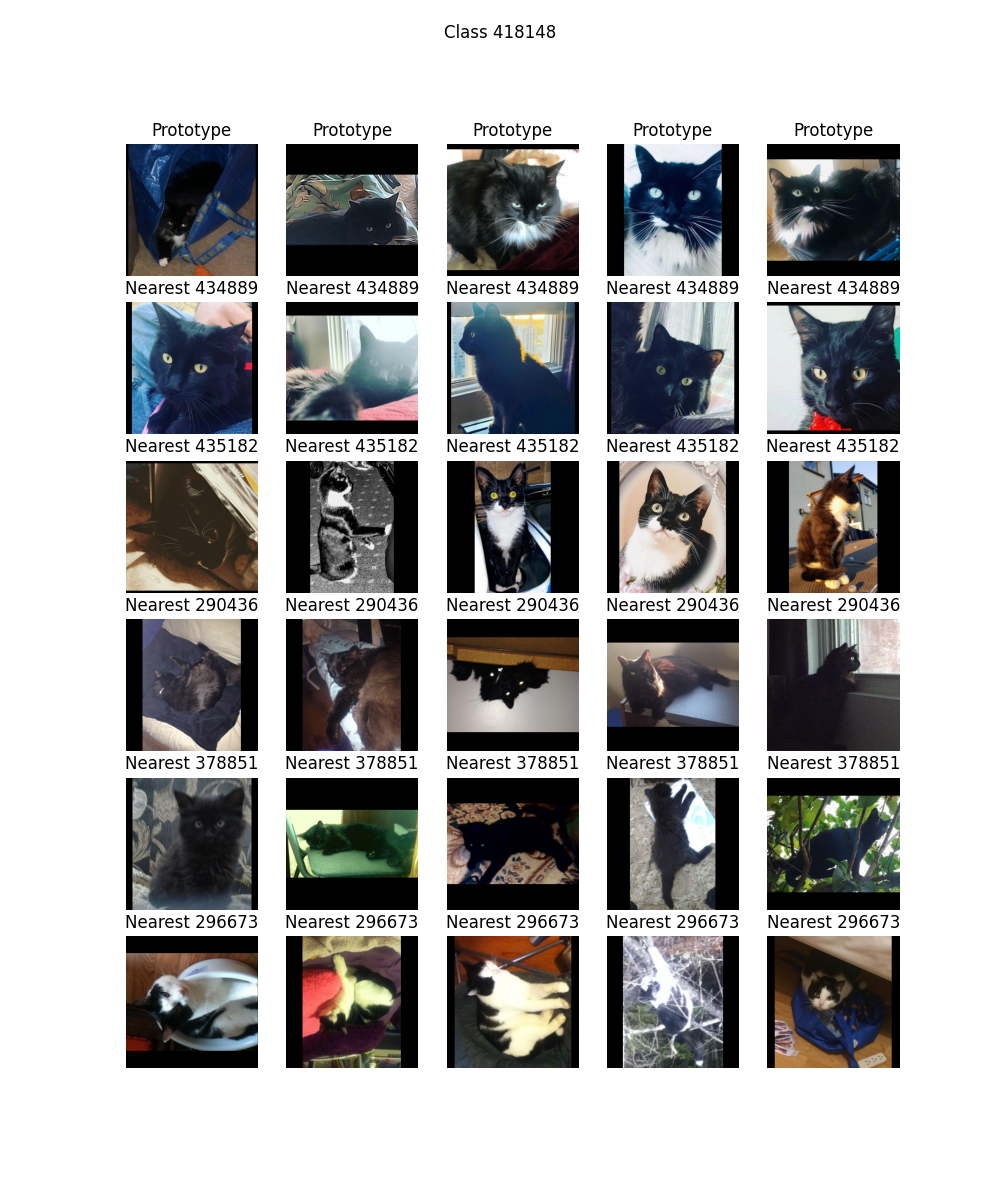 Class 418148
Prototype Prototype Prototype Prototype Prototype
Nearest 434889 Nearest 434889 Nearest 434889 Nearest 434889 Nearest 434889
Nearest 435182 Nearest 435182 Nearest 435182 Nearest 435182 Nearest 435182
Nearest 290436 Nearest 290436 Nearest 290436 Nearest 290436 Nearest 290436
Nearest 378851 Nearest 378851 Nearest 378851 Nearest 378851 Nearest 378851
Nearest 296673 Nearest 296673 Nearest 296673 Nearest 296673 Nearest 296673